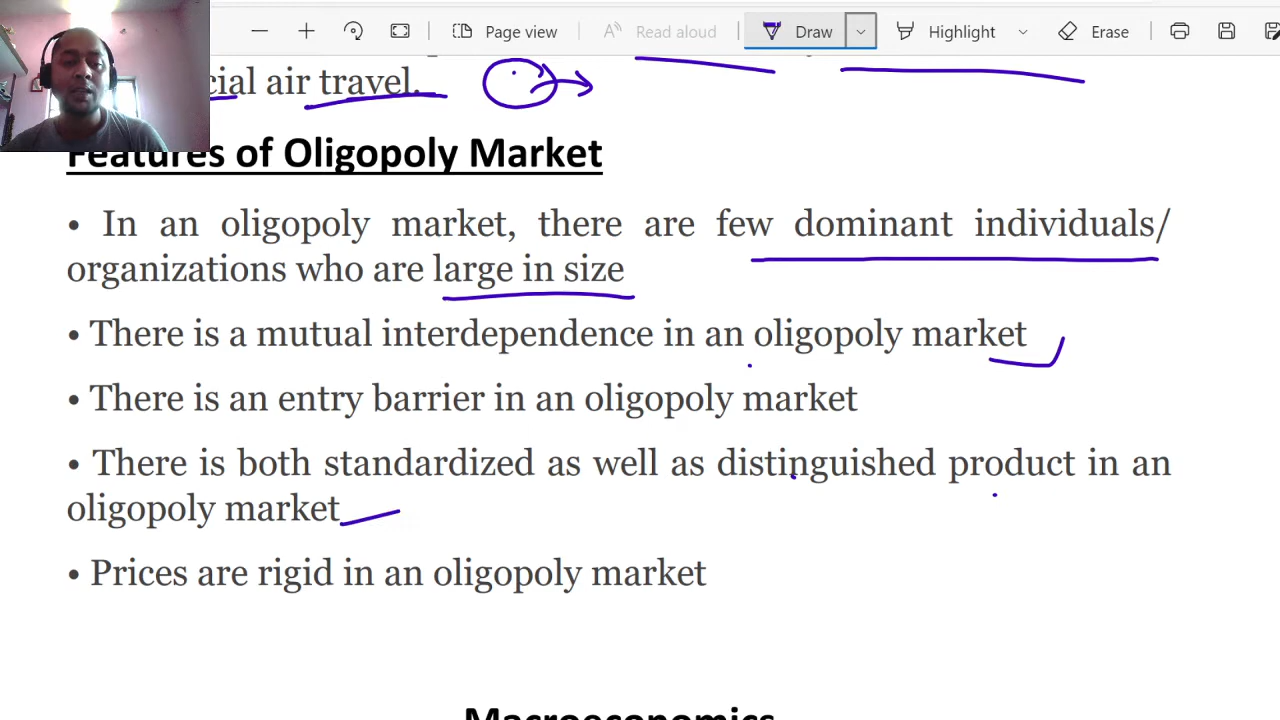 Page view
Read aloud
Draw
Highlight
Erase
cial air travel.
Features of Oligopoly Market
• In an oligopoly market, there are few dominant individuals/
organizations who are large in size
• There is a mutual interdependence in an oligopoly market
• There is an entry barrier in an oligopoly market
• There is both standardized as well as distinguished product in an
oligopoly market
• Prices are rigid in an oligopoly market
Macroeconomics